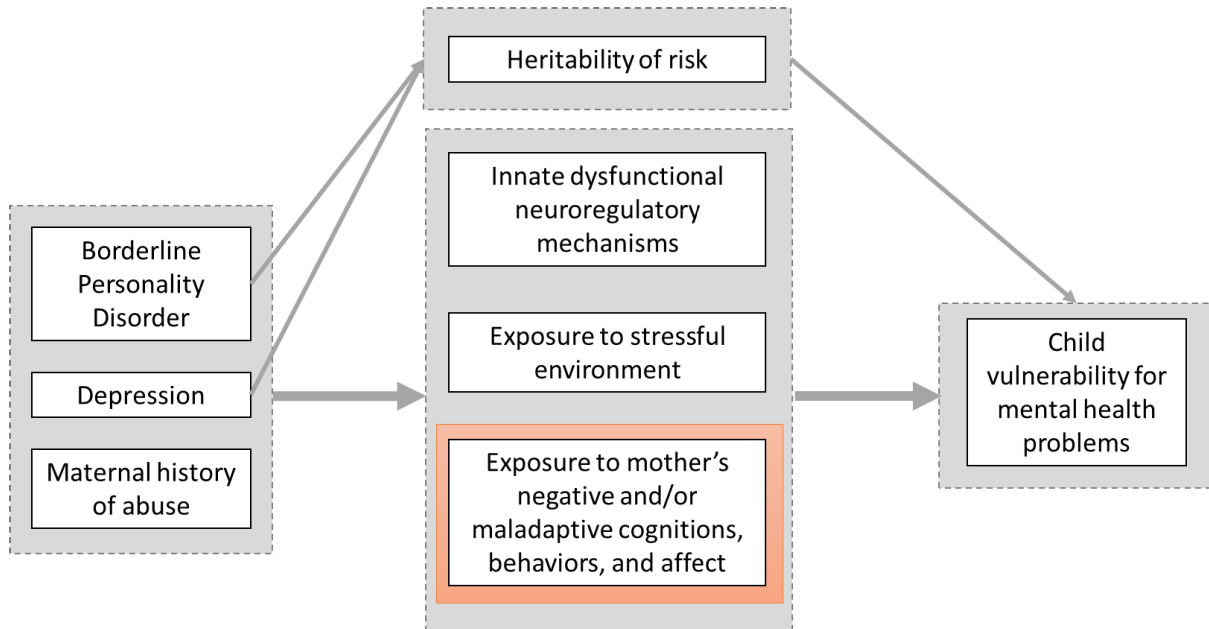 Heritability of risk
Innate dysfunctional
neuroregulatory
mechanisms
Borderline
Personality
Disorder
Exposure to stressful
environment
Child
vulnerability for
mental health
problems
Depression
Maternal history
of abuse
Exposure to mother’s
negative and/or
maladaptive cognitions,
behaviors, and affect